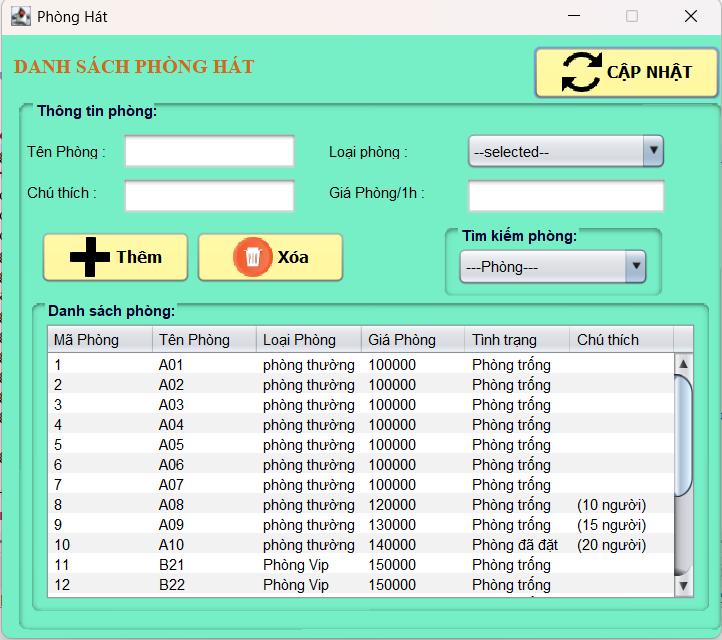 Phòng Hát
DANH SÁCH PHÒNG HÁT
CẬP NHẬT
Thông tin phòng:
Tên Phòng :
Loại phòng :
--selected--
Chú thích :
Giá Phòng/1h :
Thêm
Xóa
Tìm kiếm phòng:
---Phòng---
Danh sách phòng:
Mã Phòng Tên Phòng Loại Phòng Giá Phòng Tình trạng Chú thích
1 A01 phòng thường 100000 Phòng trống
2 A02 phòng thường 100000 Phòng trống
3 A03 phòng thường 100000 Phòng trống
4 A04 phòng thường 100000 Phòng trống
5 A05 phòng thường 100000 Phòng trống
6 A06 phòng thường 100000 Phòng trống
7 A07 phòng thường 100000 Phòng trống
8 A08 phòng thường 120000 Phòng trống (10 người)
9 A09 phòng thường 130000 Phòng trống (15 người)
10 A10 phòng thường 140000 Phòng đã đặt (20 người)
11 B21 Phòng Vip 150000 Phòng trống
12 B22 Phòng Vip 150000 Phòng trống